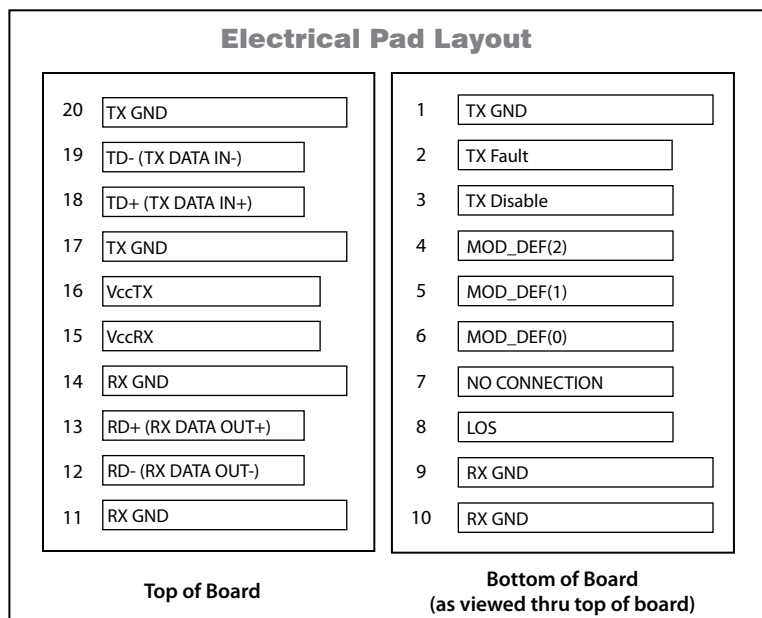 Electrical Pad Layout
20 TX GND
19 TD- (TX DATA IN-)
18 TD+ (TX DATA IN+)
17 TX GND
16 VccTX
15 VccRX
14 RX GND
13 RD+ (RX DATA OUT+)
12 RD- (RX DATA OUT-)
11 RX GND
Top of Board
1 TX GND
2 TX Fault
3 TX Disable
4 MOD_DEF(2)
5 MOD_DEF(1)
6 MOD_DEF(0)
7 NO CONNECTION
8 LOS
9 RX GND
10 RX GND
Bottom of Board
(as viewed thru top of board)